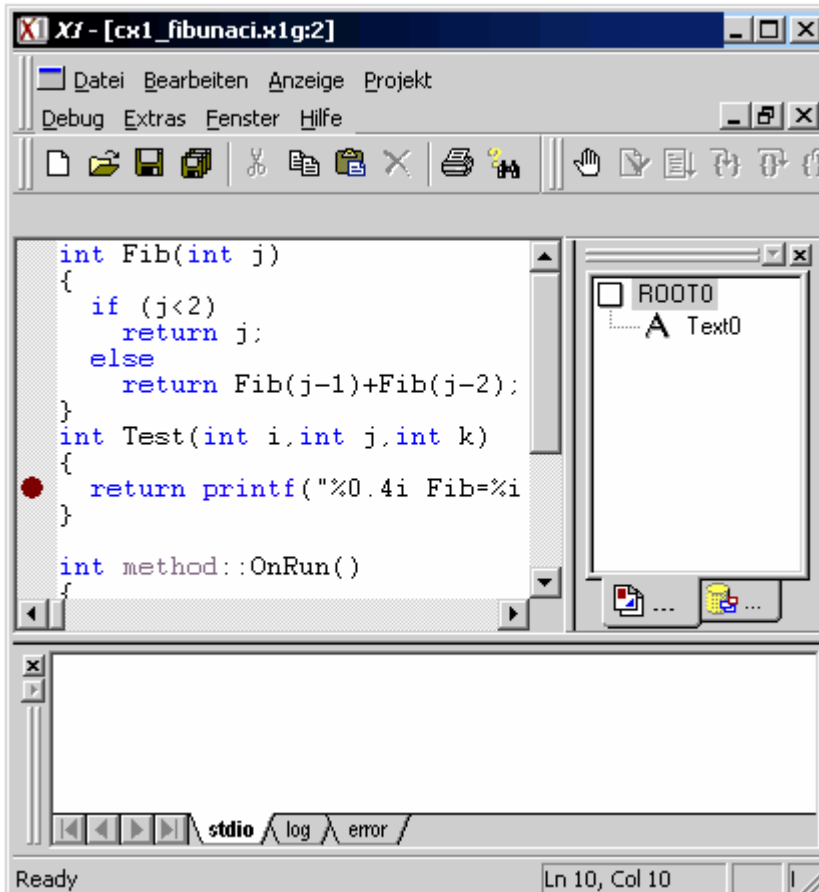 X1 - [cx1_fibunaci.x1g:2]
Datei Bearbeiten Anzeige Projekt
Debug Extras Fenster Hilfe
int Fib(int j)
{
if (j<2)
return j;
else
return Fib(j-1)+Fib(j-2);
}
int Test(int i,int j,int k)
{
return printf("%0.4i Fib=%i
}
int method::OnRun()
{
ROOT0
Text0
...
...
stdio
log
error
Ready
Ln 10, Col 10